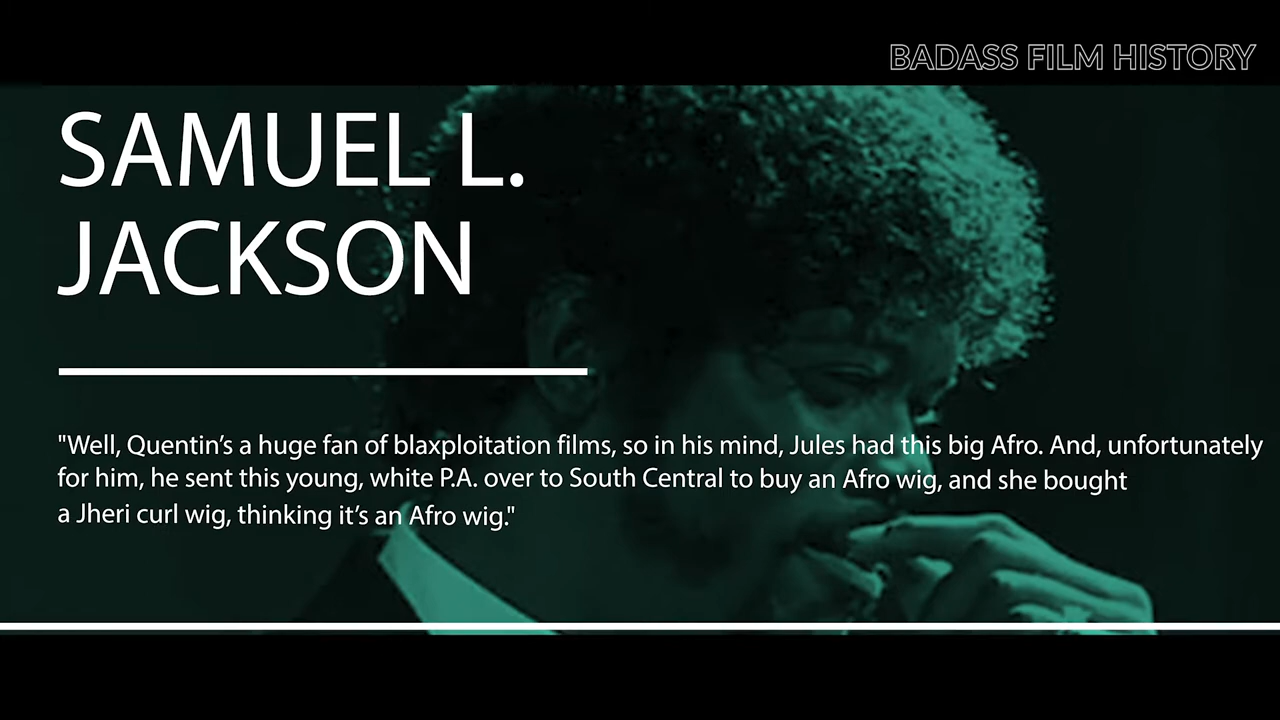 BADASS FILM HISTORY
SAMUEL L.
JACKSON
"Well, Quentin’s a huge fan of blaxploitation films, so in his mind, Jules had this big Afro. And, unfortunately
for him, he sent this young, white P.A. over to South Central to buy an Afro wig, and she bought
a Jheri curl wig, thinking it’s an Afro wig."